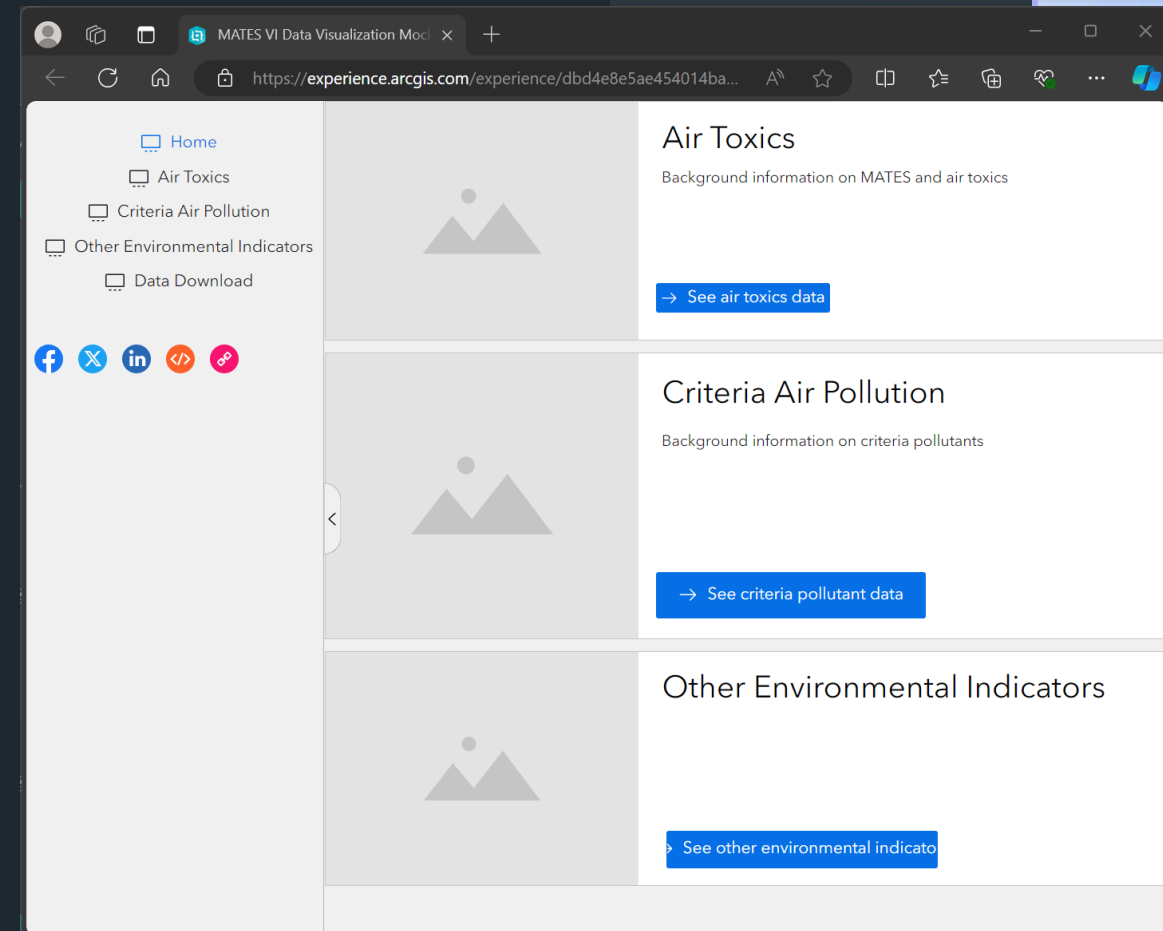 MATES VI Data Visualization Moc
https://experience.arcgis.com/experience/dbd4e8e5ae454014ba...
Home
Air Toxics
Criteria Air Pollution
Other Environmental Indicators
Data Download
Air Toxics
Background information on MATES and air toxics
See air toxics data
Criteria Air Pollution
Background information on criteria pollutants
See criteria pollutant data
Other Environmental Indicators
See other environmental indicato